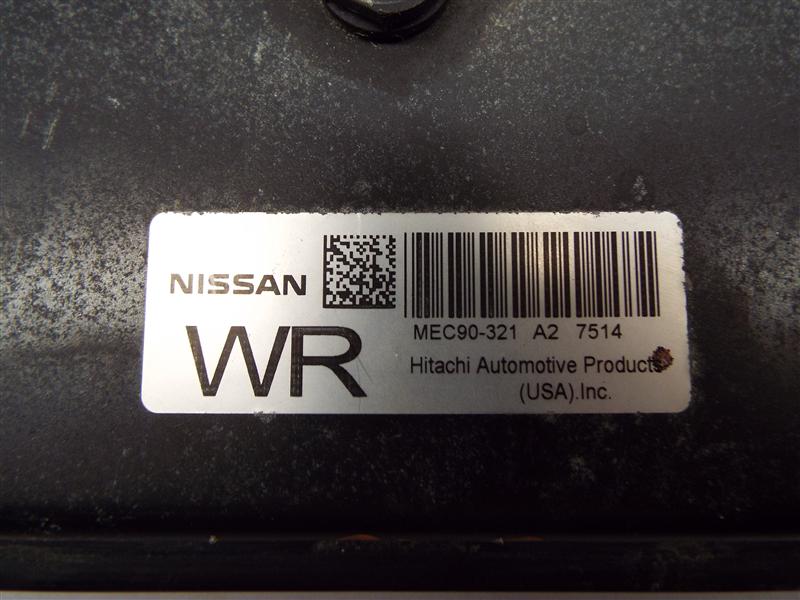 NISSAN
WR
MEC90-321 A2 7514
Hitachi Automotive Products
(USA).Inc.